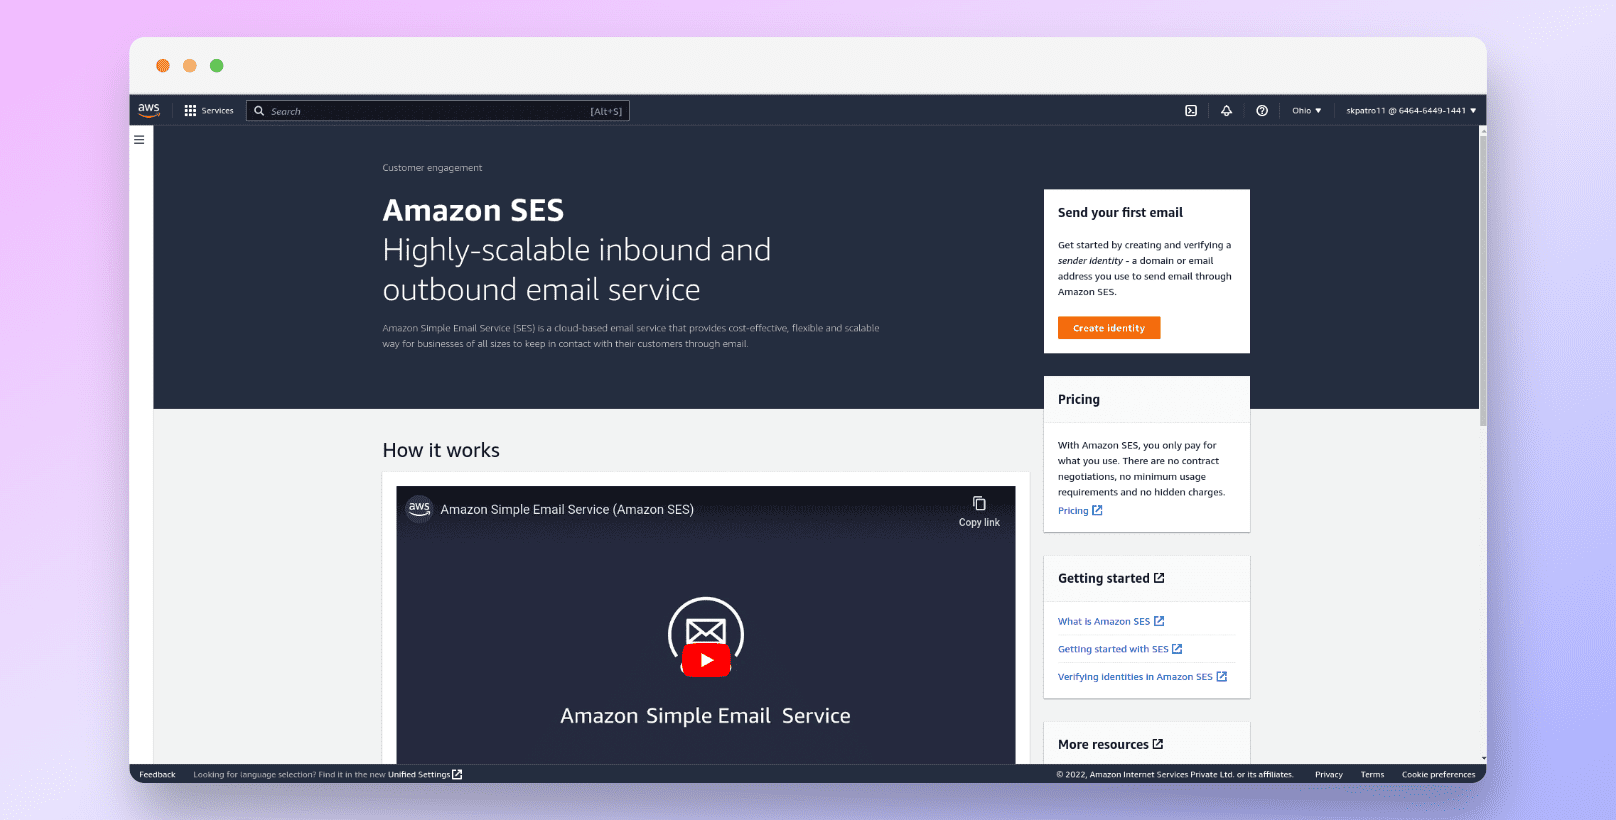 aws
Services
Search
[Alt+S]
Ohio
skpatro11 @ 6464-6449-1441
Customer engagement
Amazon SES
Highly-scalable inbound and
outbound email service
Amazon Simple Email Service (SES) is a cloud-based email service that provides cost-effective, flexible and scalable
way for businesses of all sizes to keep in contact with their customers through email.
Send your first email
Get started by creating and verifying a
sender identity - a domain or email
address you use to send email through
Amazon SES.
Create identity
Pricing
With Amazon SES, you only pay for
what you use. There are no contract
negotiations, no minimum usage
requirements and no hidden charges.
Pricing
How it works
aws
Amazon Simple Email Service (Amazon SES)
Copy link
Amazon Simple Email Service
Getting started
What is Amazon SES
Getting started with SES
Verifying identities in Amazon SES
More resources
Feedback
Looking for language selection? Find it in the new Unified Settings
© 2022, Amazon Internet Services Private Ltd. or its affiliates.
Privacy
Terms
Cookie preferences